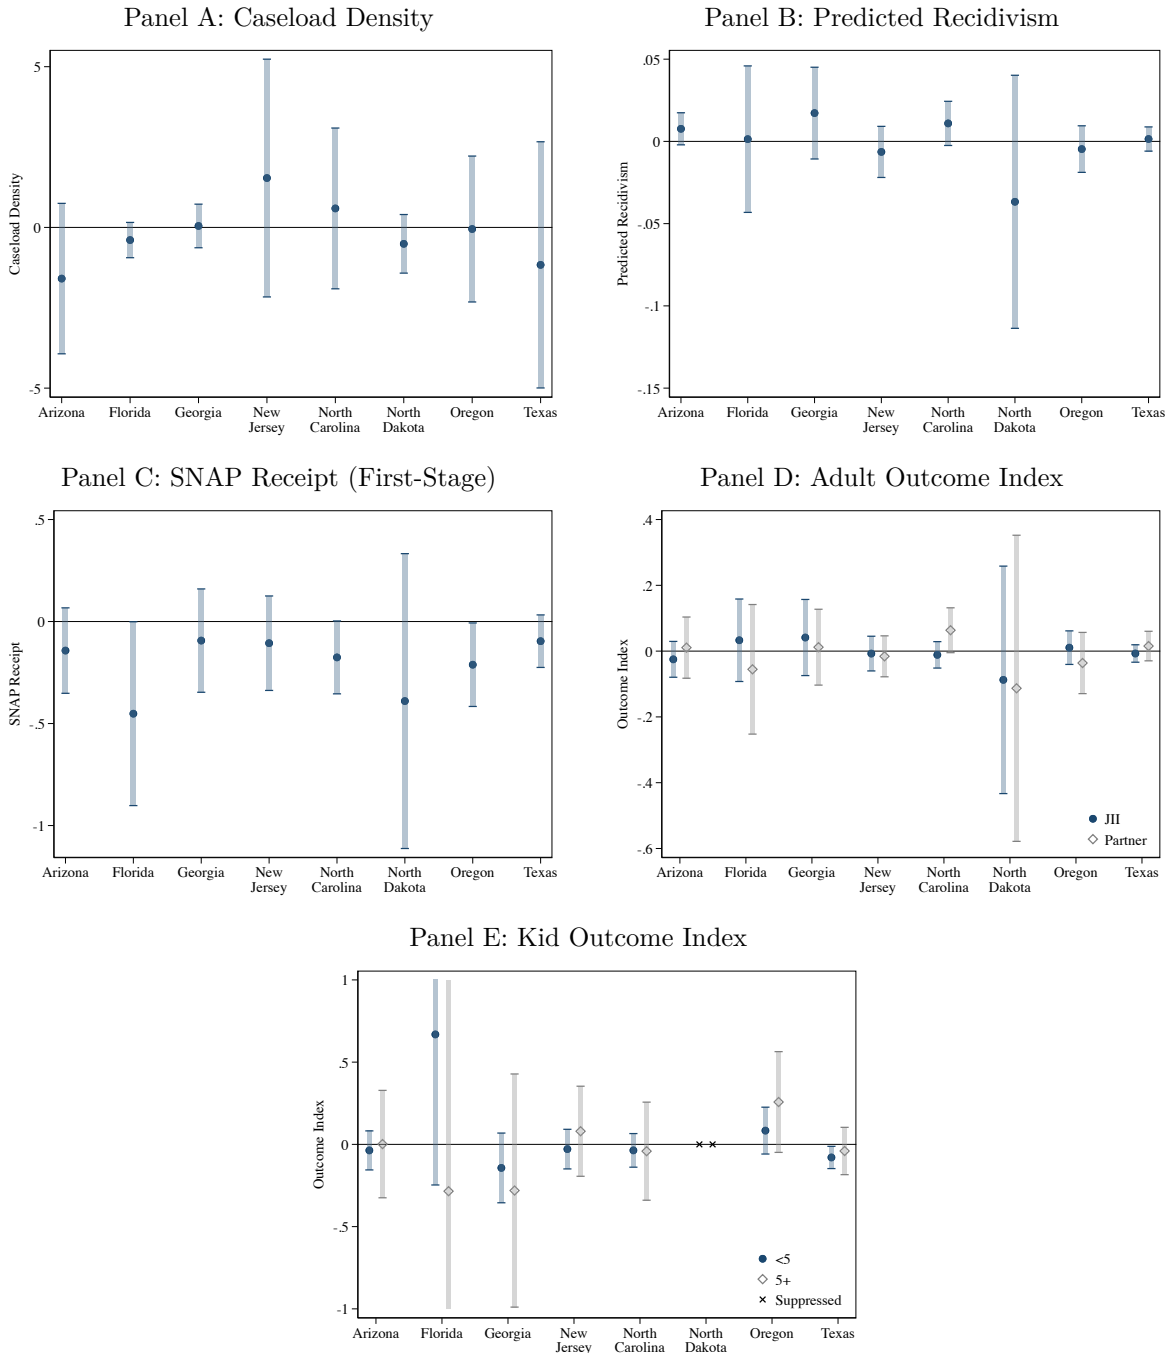 Panel A: Caseload Density
Caseload Density
5
0
-5
Arizona Florida Georgia New Jersey North Carolina North Dakota Oregon Texas
Panel B: Predicted Recidivism
Predicted Recidivism
.05
0
-.05
-.1
-.15
Arizona Florida Georgia New Jersey North Carolina North Dakota Oregon Texas
Panel C: SNAP Receipt (First-Stage)
SNAP Receipt
.5
0
-.5
-1
Arizona Florida Georgia New Jersey North Carolina North Dakota Oregon Texas
Panel D: Adult Outcome Index
Outcome Index
.4
.2
0
-.2
-.4
-.6
JII
Partner
Arizona Florida Georgia New Jersey North Carolina North Dakota Oregon Texas
Panel E: Kid Outcome Index
Outcome Index
1
.5
0
-.5
-1
<5
5+
Suppressed
Arizona Florida Georgia New Jersey North Carolina North Dakota Oregon Texas